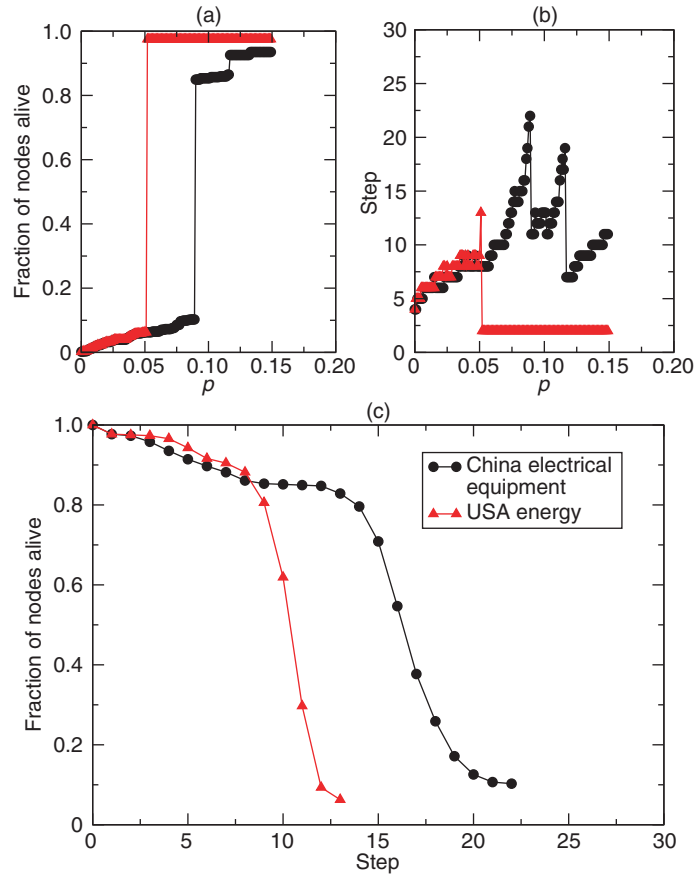 (a)
(b)
1.0
0.8
0.6
0.4
0.2
0
Fraction of nodes alive
0 0.05 0.10 0.15 0.20
p
30
25
20
15
10
5
0
Step
0 0.05 0.10 0.15 0.20
p
(c)
1.0
0.8
0.6
0.4
0.2
0
Fraction of nodes alive
China electrical
equipment
USA energy
0 5 10 15 20 25 30
Step